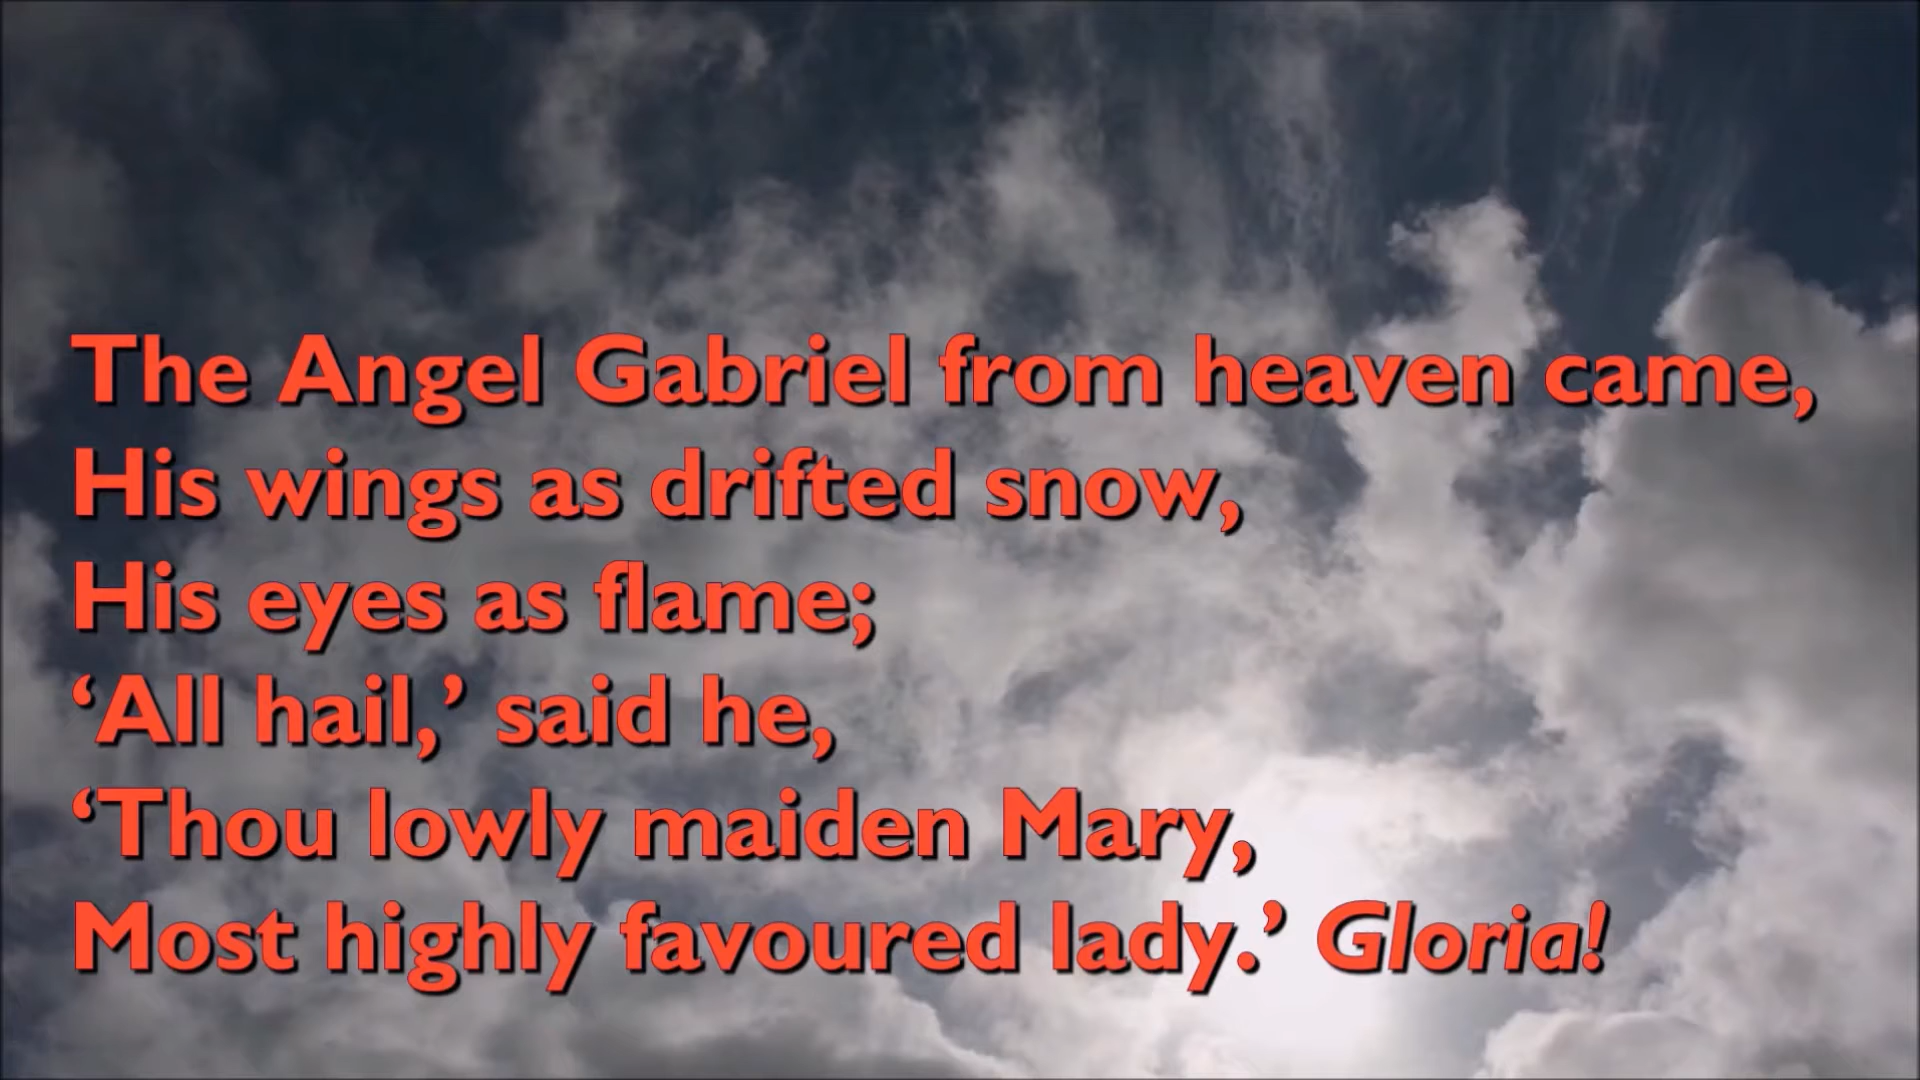 The Angel Gabriel from heaven came,
His wings as drifted snow,
His eyes as flame;
‘All hail,’ said he,
‘Thou lowly maiden Mary,
Most highly favoured lady.’ Gloria!